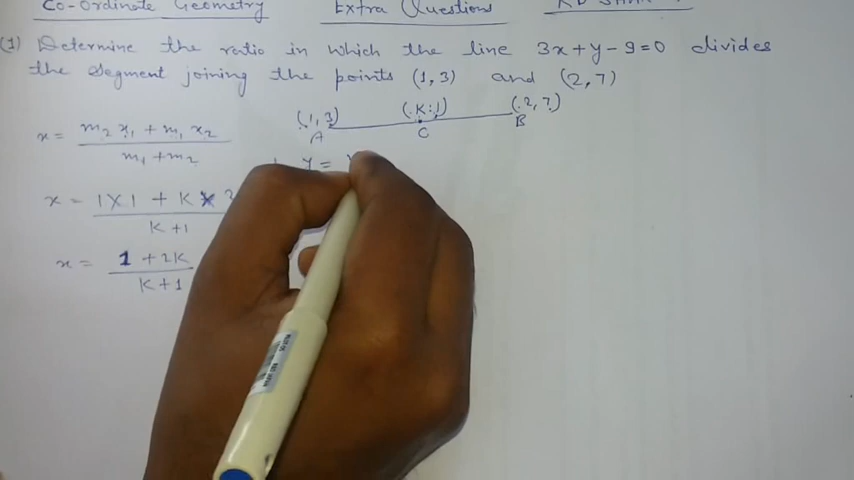 Co-Ordinate Geometry Extra Questions
(1) Determine the ratio in which the line 3x+y-9=0 divides
the segment joining the points (1,3) and (2,7)
(1,3) (K:1) (2,7)
A C B
x = m2 x1 + m1 x2 / m1+m2
y =
x = 1X1 + K X 2 / K+1
x = 1+2K / K+1